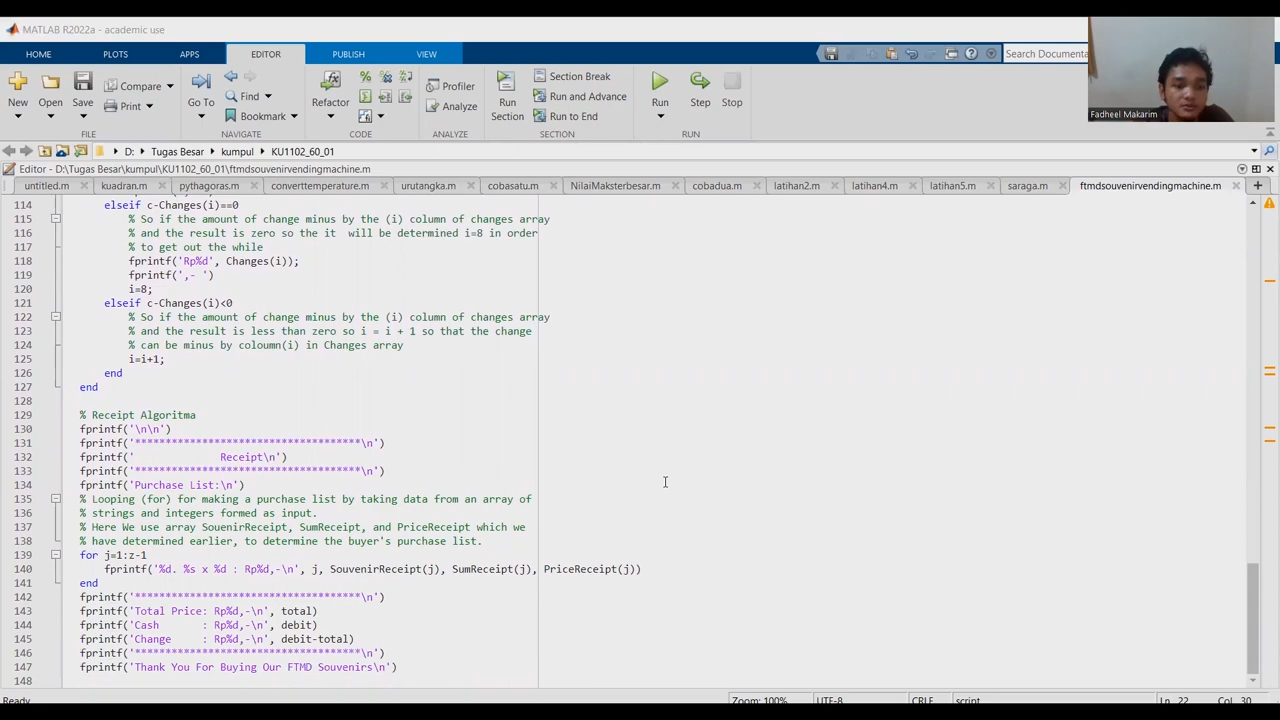 MATLAB R2022a - academic use
HOME PLOTS APPS EDITOR PUBLISH VIEW Search Documenta
New Open Save Compare Print Go To Find Bookmark Refactor Profiler Analyze Run Section Section Break Run and Advance Run to End Run Step Stop
FILE NAVIGATE CODE ANALYZE SECTION RUN
Fadheel Makarim
D: Tugas Besar kumpul KU1102_60_01
Editor - D:\Tugas Besar\kumpul\KU1102_60_01\ftmdsouvenirvendingmachine.m
untitled.m kuadran.m pythagoras.m converttemperature.m urutangka.m cobasatu.m NilaiMaksterbesar.m cobadua.m latihan2.m latihan4.m latihan5.m saraga.m ftmdsouvenirvendingmachine.m
114 elseif c-Changes(i)==0
115 % So if the amount of change minus by the (i) column of changes array
116 % and the result is zero so the it  will be determined i=8 in order
117 % to get out the while
118 fprintf('Rp%d', Changes(i));
119 fprintf(',- ')
120 i=8;
121 elseif c-Changes(i)<0
122 % So if the amount of change minus by the (i) column of changes array
123 % and the result is less than zero so i = i + 1 so that the change
124 % can be minus by coloumn(i) in Changes array
125 i=i+1;
126 end
127 end
128
129 % Receipt Algoritma
130 fprintf('\n\n')
131 fprintf('*************************************\n')
132 fprintf('              Receipt\n')
133 fprintf('*************************************\n')
134 fprintf('Purchase List:\n')
135 % Looping (for) for making a purchase list by taking data from an array of
136 % strings and integers formed as input.
137 % Here We use array SouenirReceipt, SumReceipt, and PriceReceipt which we
138 % have determined earlier, to determine the buyer's purchase list.
139 for j=1:z-1
140 fprintf('%d. %s x %d : Rp%d,-\n', j, SouvenirReceipt(j), SumReceipt(j), PriceReceipt(j))
141 end
142 fprintf('*************************************\n')
143 fprintf('Total Price: Rp%d,-\n', total)
144 fprintf('Cash       : Rp%d,-\n', debit)
145 fprintf('Change     : Rp%d,-\n', debit-total)
146 fprintf('*************************************\n')
147 fprintf('Thank You For Buying Our FTMD Souvenirs\n')
148
Ready Zoom: 100% UTF-8 CRLF script Ln 22 Col 30